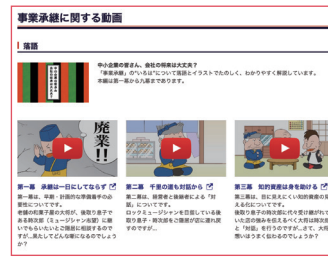 事業承継に関する動画
落語
中小企業の皆さん、会社の将来は大丈夫？
「事業承継」の"いろは"について落語とイラストでたのしく、わかりやすく解説しています。
本編は第一幕から九幕まであります。
廃業!!
第一幕 承継は一日にしてならず
第一幕は、早期・計画的な準備着手の必
要性についてです。
老舗の和菓子屋の大将が、後取り息子で
ある時次郎（ミュージシャン志望）に継
いでもらいたいとご隠居に相談するので
すが...見たしてどんな噺になるのでしょう
か？
第二幕 千里の道も対話から
第二幕は、経営者と後継者による「対
話」についてです。
ロックミュージシャンを目指している後
取り息子・時次郎をご隠居が店に連れ戻
すのですが...
第三幕 知的資産は身を助ける
第三幕は、目に見えにくい知的資産の見
える化についてです。
後取り息子の時次郎に代々受け継がれて
いた店の強みを伝えるべく大将は時次郎
と「対話」を行うのですが...さて、大将の
想いはうまく伝わるのでしょうか？